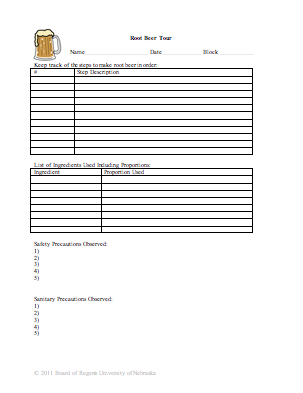 Root Beer Tour
Name Date Block
Keep track of the steps to make root beer in order:
# Step Description
List of Ingredients Used Including Proportions:
Ingredient Proportion Used
Safety Precautions Observed:
1)
2)
3)
4)
5)
Sanitary Precautions Observed:
1)
2)
3)
4)
5)
© 2011 Board of Regents University of Nebraska